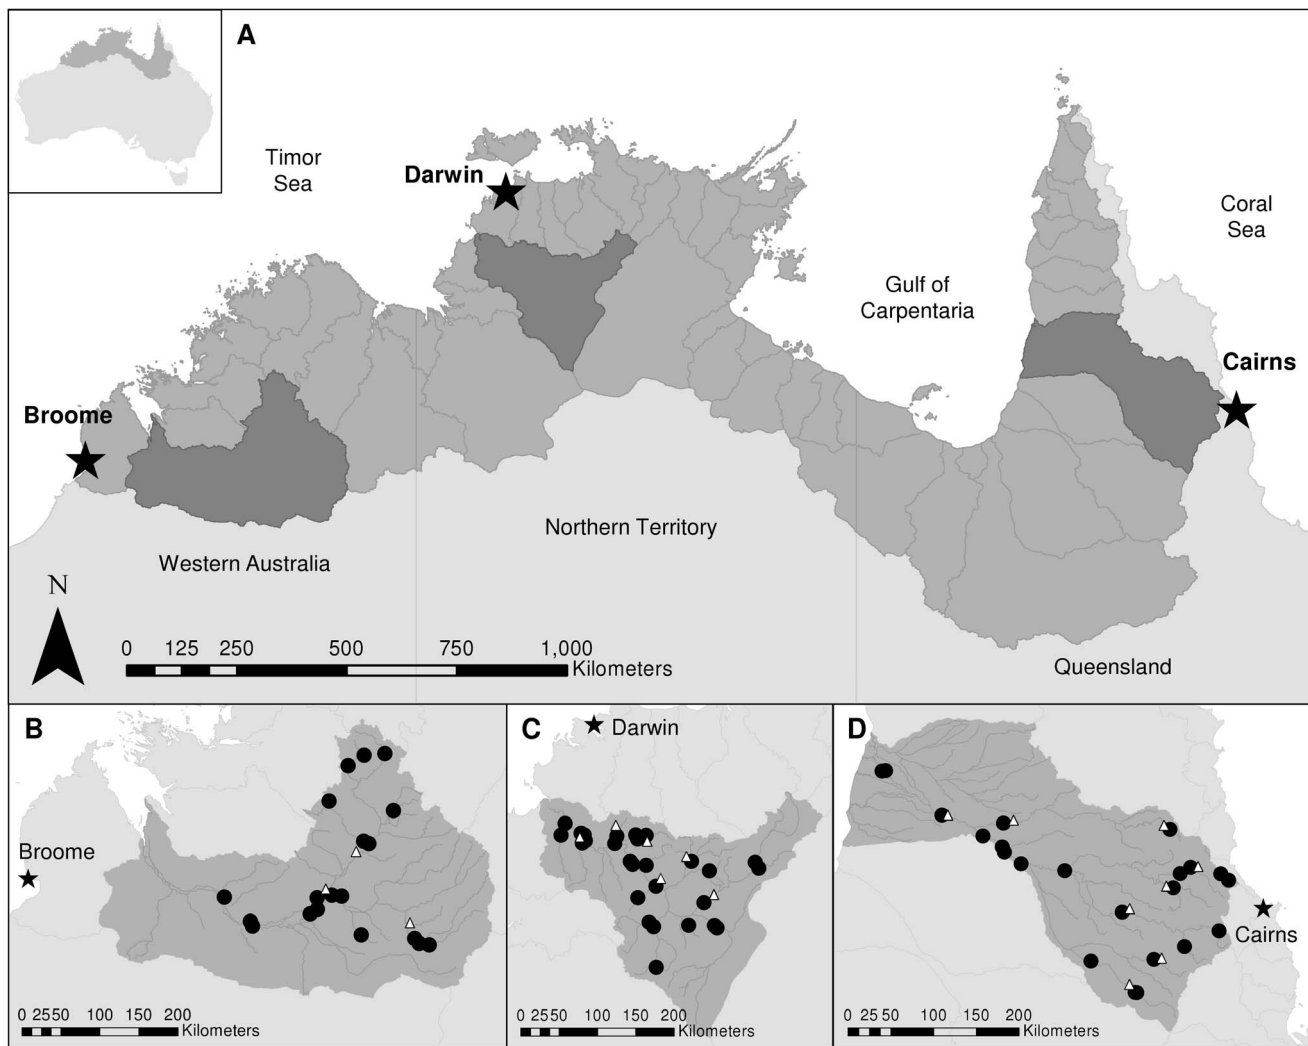 A
Timor
Sea
Darwin
Coral
Sea
Gulf of
Carpentaria
Cairns
Broome
Northern Territory
Western Australia
N
0 125 250 500 750 1,000
Kilometers
Queensland
B
Broome
0 25 50 100 150 200
Kilometers
C
Darwin
0 25 50 100 150 200
Kilometers
D
Cairns
0 25 50 100 150 200
Kilometers